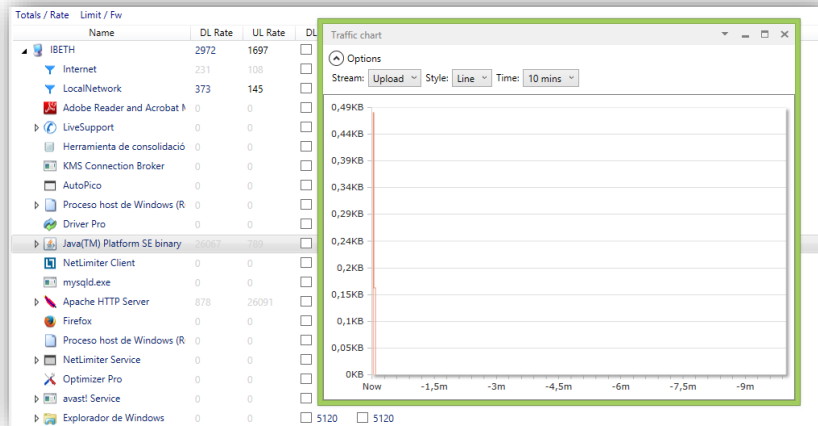 Totals / Rate Limit / Fw
Name DL Rate UL Rate DL
IBETH 2972 1697
Internet 231 108
LocalNetwork 373 145
Adobe Reader and Acrobat M 0 0
LiveSupport 0 0
Herramienta de consolidació 0 0
KMS Connection Broker 0 0
AutoPico 0 0
Proceso host de Windows (R 0 0
Driver Pro 0 0
Java(TM) Platform SE binary 26067 789
NetLimiter Client 0 0
mysqld.exe 0 0
Apache HTTP Server 878 26091
Firefox 0 0
Proceso host de Windows (R 0 0
NetLimiter Service 0 0
Optimizer Pro 0 0
avast! Service 0 0
Explorador de Windows 0 0 5120 5120
Traffic chart
Options
Stream: Upload Style: Line Time: 10 mins
0,49KB
0,44KB
0,39KB
0,34KB
0,29KB
0,24KB
0,2KB
0,15KB
0,1KB
0,05KB
0KB
Now -1,5m -3m -4,5m -6m -7,5m -9m